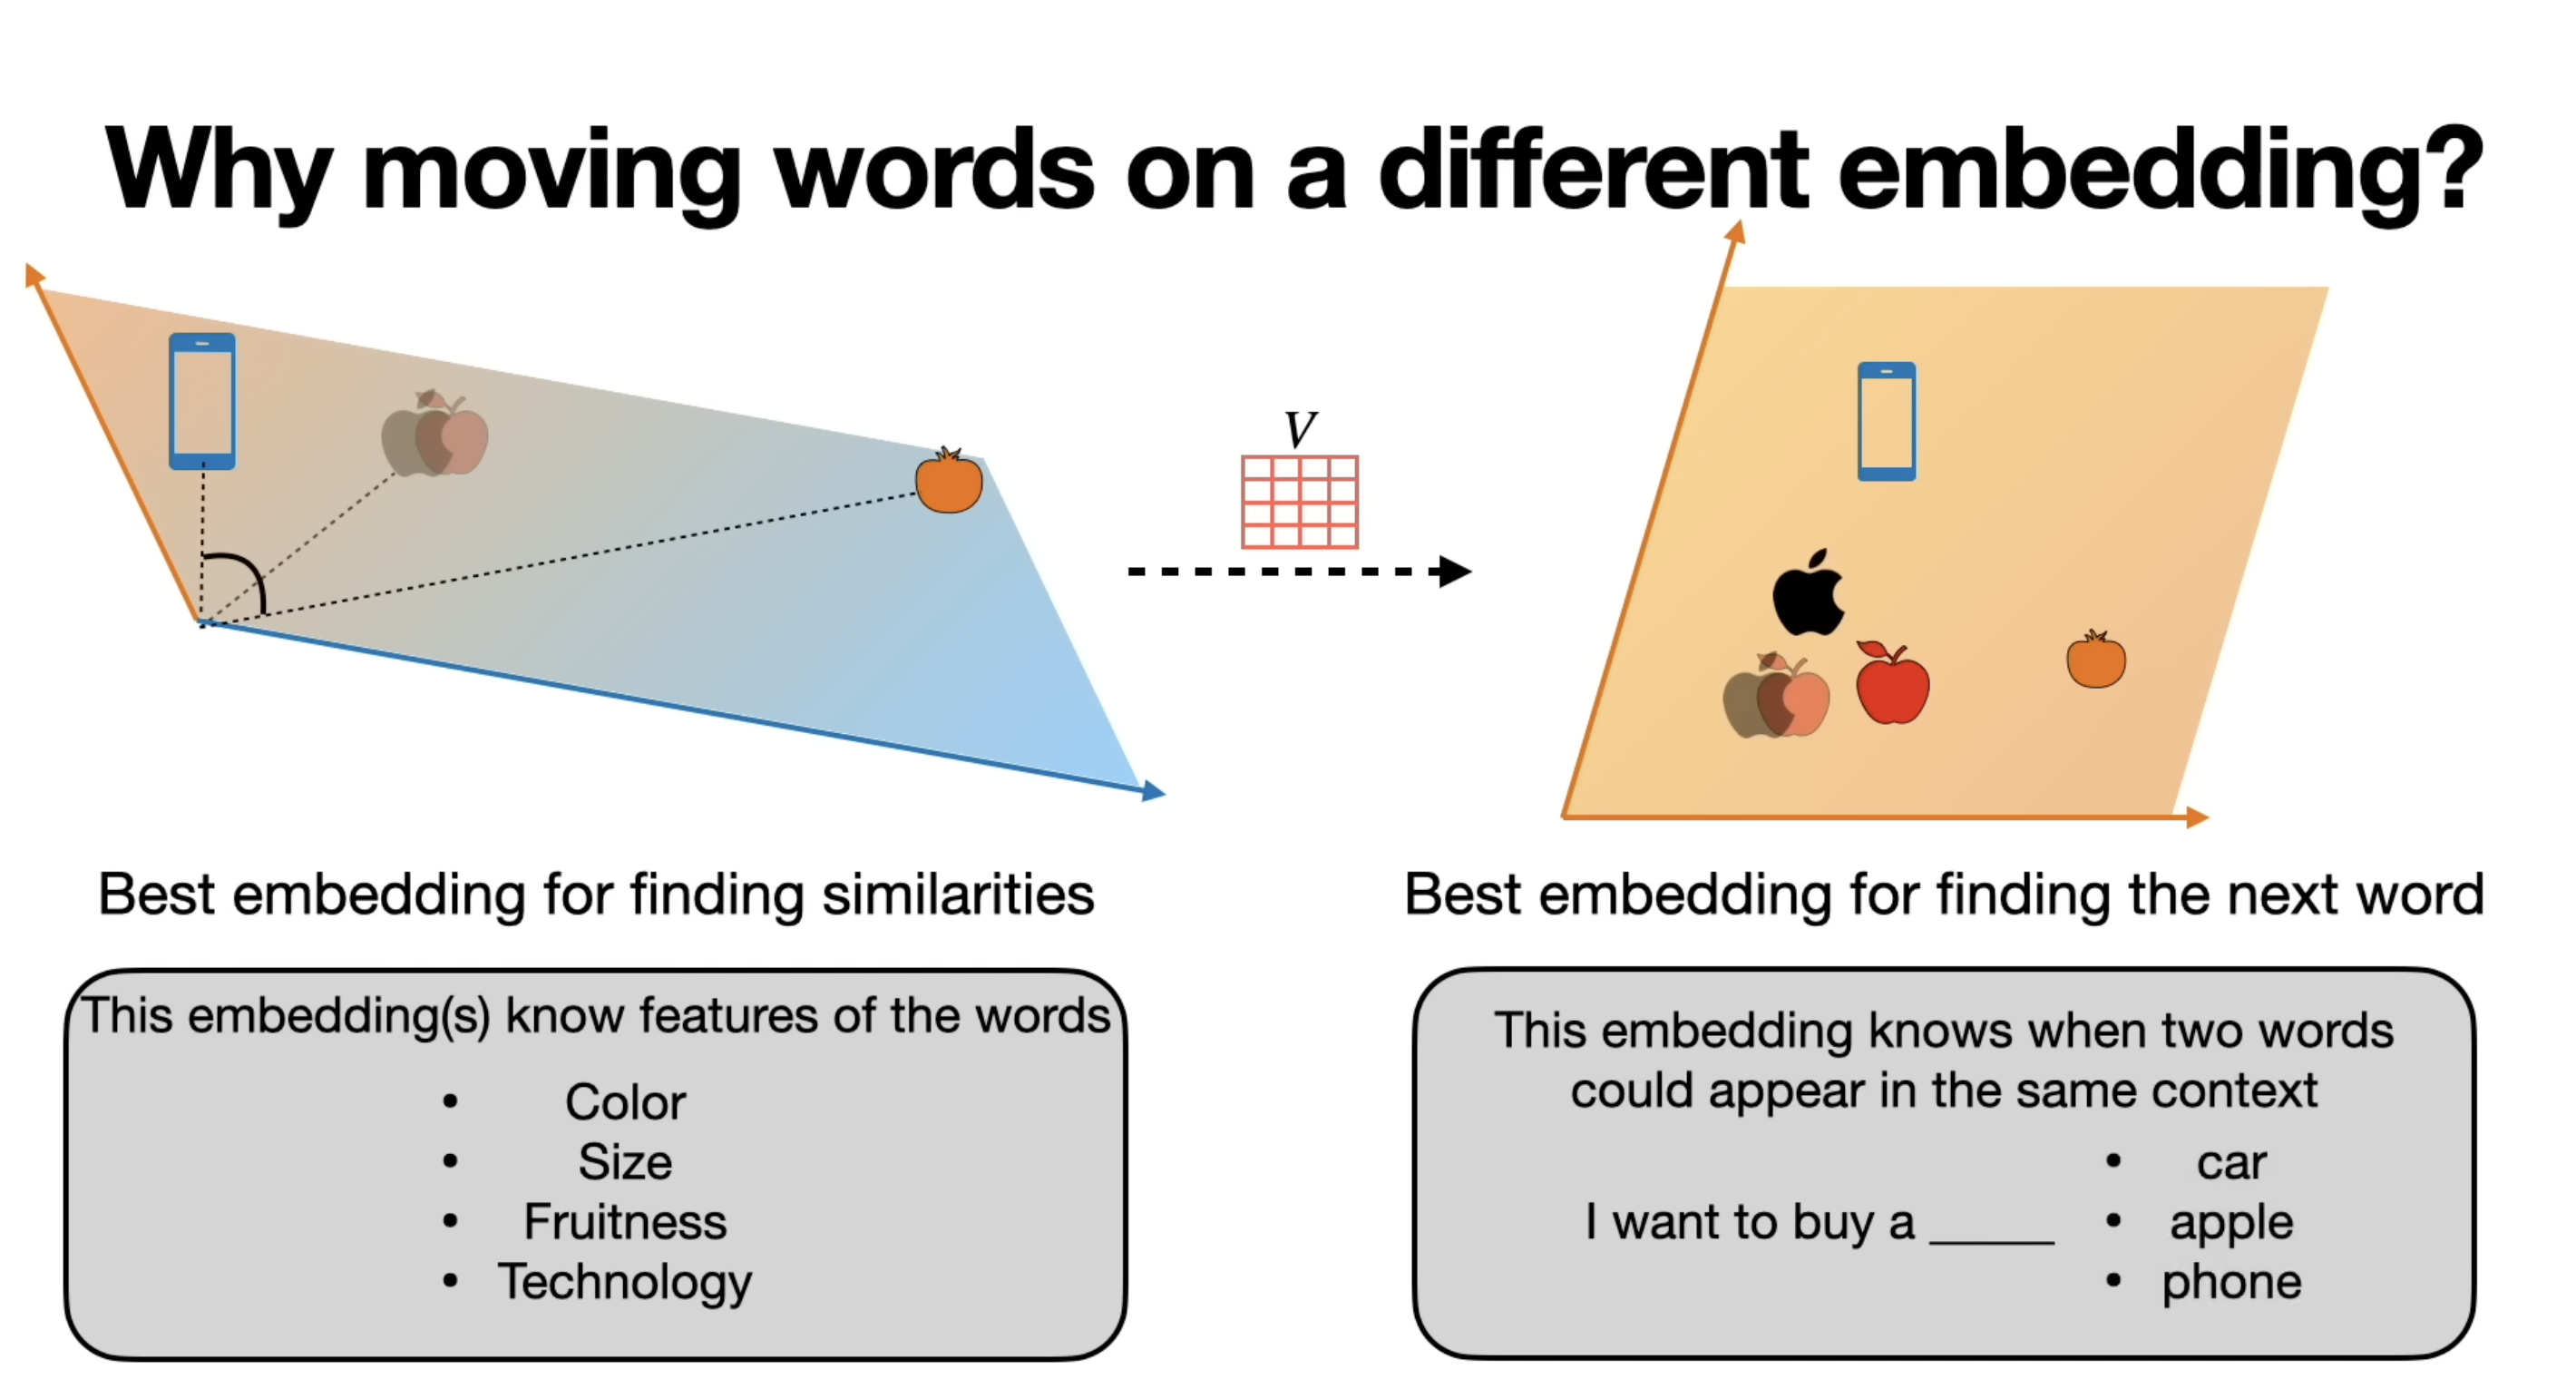 Why moving words on a different embedding?
V
Best embedding for finding similarities
Best embedding for finding the next word
This embedding(s) know features of the words
• Color
• Size
• Fruitness
• Technology
This embedding knows when two words
could appear in the same context
I want to buy a _____
• car
• apple
• phone